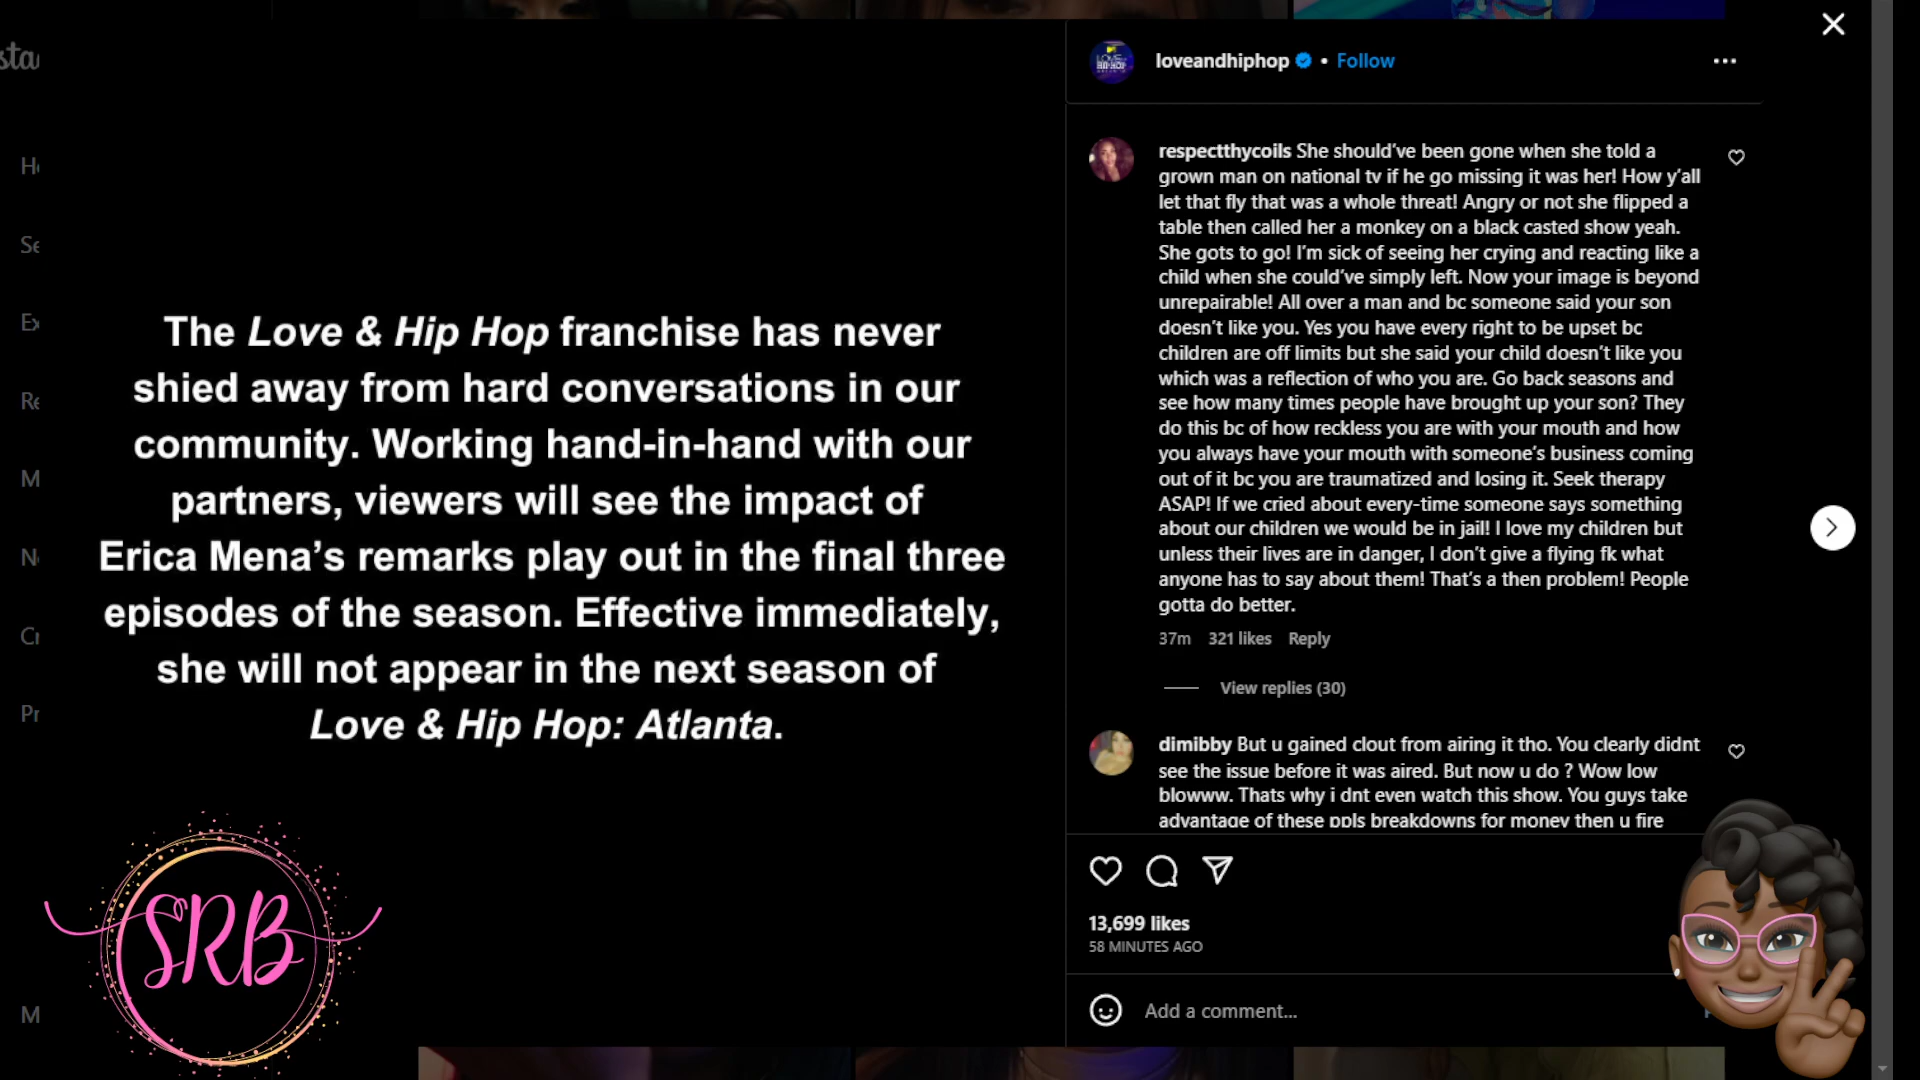 sta
H
Se
Ex
Re
M
N
Cr
Pr
M
The Love & Hip Hop franchise has never
shied away from hard conversations in our
community. Working hand-in-hand with our
partners, viewers will see the impact of
Erica Mena’s remarks play out in the final three
episodes of the season. Effective immediately,
she will not appear in the next season of
Love & Hip Hop: Atlanta.
SRB
loveandhiphop • Follow
respectthycoils She should’ve been gone when she told a
grown man on national tv if he go missing it was her! How y’all
let that fly that was a whole threat! Angry or not she flipped a
table then called her a monkey on a black casted show yeah.
She gots to go! I’m sick of seeing her crying and reacting like a
child when she could’ve simply left. Now your image is beyond
unrepairable! All over a man and bc someone said your son
doesn’t like you. Yes you have every right to be upset bc
children are off limits but she said your child doesn’t like you
which was a reflection of who you are. Go back seasons and
see how many times people have brought up your son? They
do this bc of how reckless you are with your mouth and how
you always have your mouth with someone’s business coming
out of it bc you are traumatized and losing it. Seek therapy
ASAP! If we cried about every-time someone says something
about our children we would be in jail! I love my children but
unless their lives are in danger, I don’t give a flying fk what
anyone has to say about them! That’s a then problem! People
gotta do better.
37m 321 likes Reply
View replies (30)
dimibby But u gained clout from airing it tho. You clearly didnt
see the issue before it was aired. But now u do ? Wow low
blowww. Thats why i dnt even watch this show. You guys take
advantage of these ppls breakdowns for money then u fire
13,699 likes
58 MINUTES AGO
Add a comment...